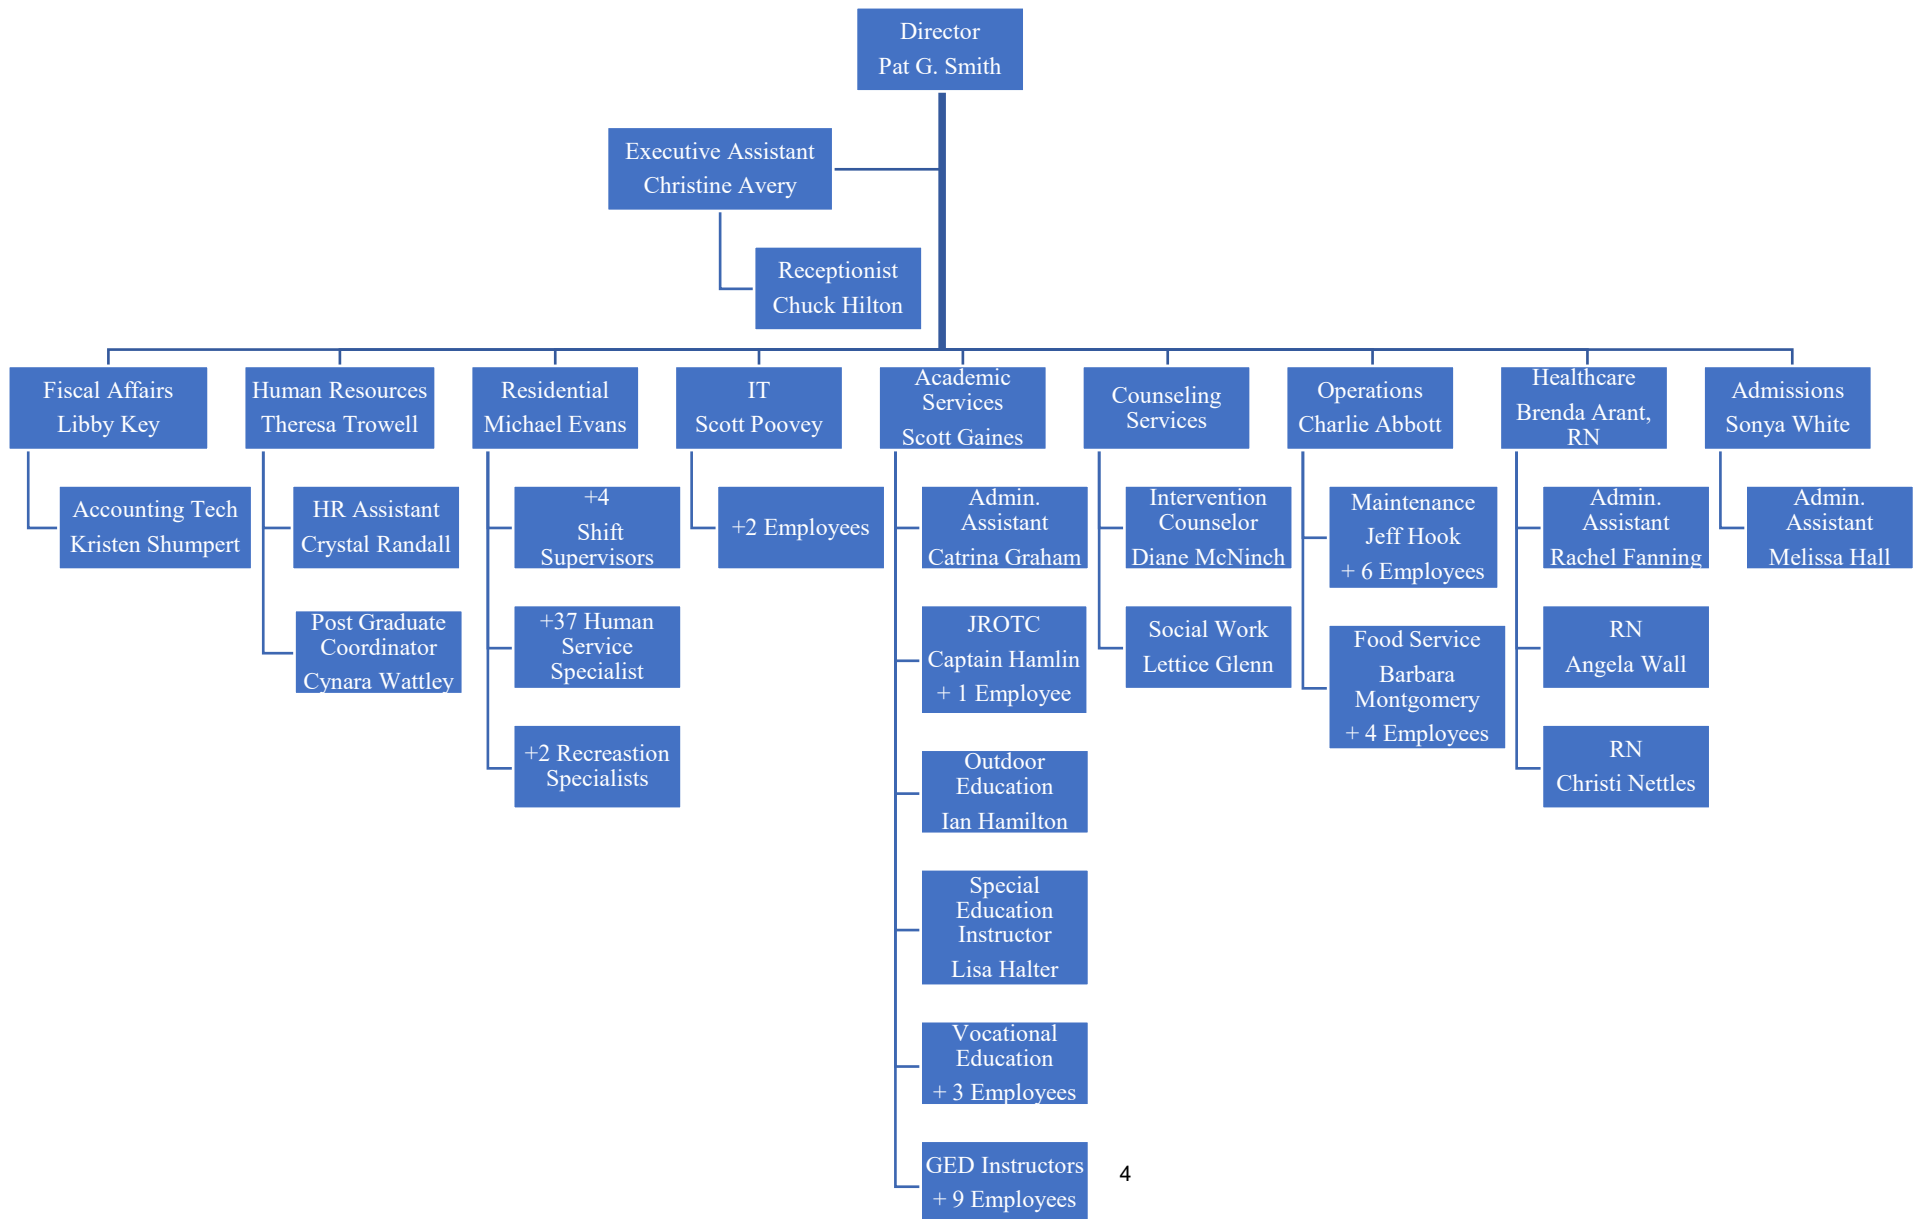 Director
Pat G. Smith
Executive Assistant
Christine Avery
Receptionist
Chuck Hilton
Fiscal Affairs
Libby Key
Human Resources
Theresa Trowell
Residential
Michael Evans
IT
Scott Poovey
Academic
Services
Scott Gaines
Counseling
Services
Operations
Charlie Abbott
Healthcare
Brenda Arant,
RN
Admissions
Sonya White
Accounting Tech
Kristen Shumpert
HR Assistant
Crystal Randall
Post Graduate
Coordinator
Cynara Wattley
+4
Shift
Supervisors
+37 Human
Service
Specialist
+2 Recreastion
Specialists
+2 Employees
Admin.
Assistant
Catrina Graham
JROTC
Captain Hamlin
+ 1 Employee
Outdoor
Education
Ian Hamilton
Special
Education
Instructor
Lisa Halter
Vocational
Education
+ 3 Employees
GED Instructors
+ 9 Employees
Intervention
Counselor
Diane McNinch
Social Work
Lettice Glenn
Maintenance
Jeff Hook
+ 6 Employees
Food Service
Barbara
Montgomery
+ 4 Employees
Admin.
Assistant
Rachel Fanning
RN
Angela Wall
RN
Christi Nettles
Admin.
Assistant
Melissa Hall
4